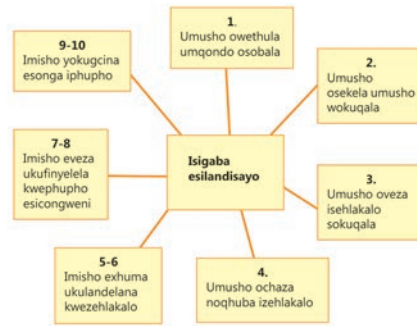 1.
Umusho owethula
umqondo osobala
2.
Umusho
osekela umusho
wokuqala
3.
Umusho oveza
isehlakalo
sokuqala
4.
Umusho ochaza
noqhuba izehlakalo
5-6
Imisho exhuma
ukulandelana
kwezehlakalo
7-8
Imisho eveza
ukufinyelela
kwephupho
esicongweni
9-10
Imisho yokugcina
esonga iphupho
Isigaba
esilandisayo